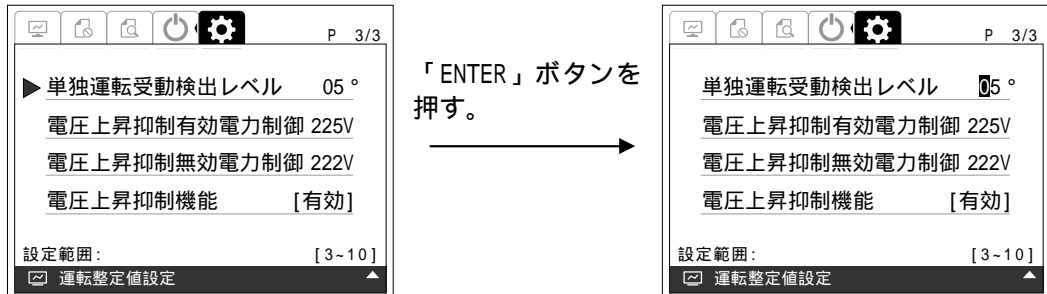 P 3/3
単独運転受動検出レベル 05°
電圧上昇抑制有効電力制御 225V
電圧上昇抑制無効電力制御 222V
電圧上昇抑制機能 [有効]
設定範囲: [3~10]
運転整定値設定
「ENTER」ボタンを
押す。
P 3/3
単独運転受動検出レベル 05°
電圧上昇抑制有効電力制御 225V
電圧上昇抑制無効電力制御 222V
電圧上昇抑制機能 [有効]
設定範囲: [3~10]
運転整定値設定